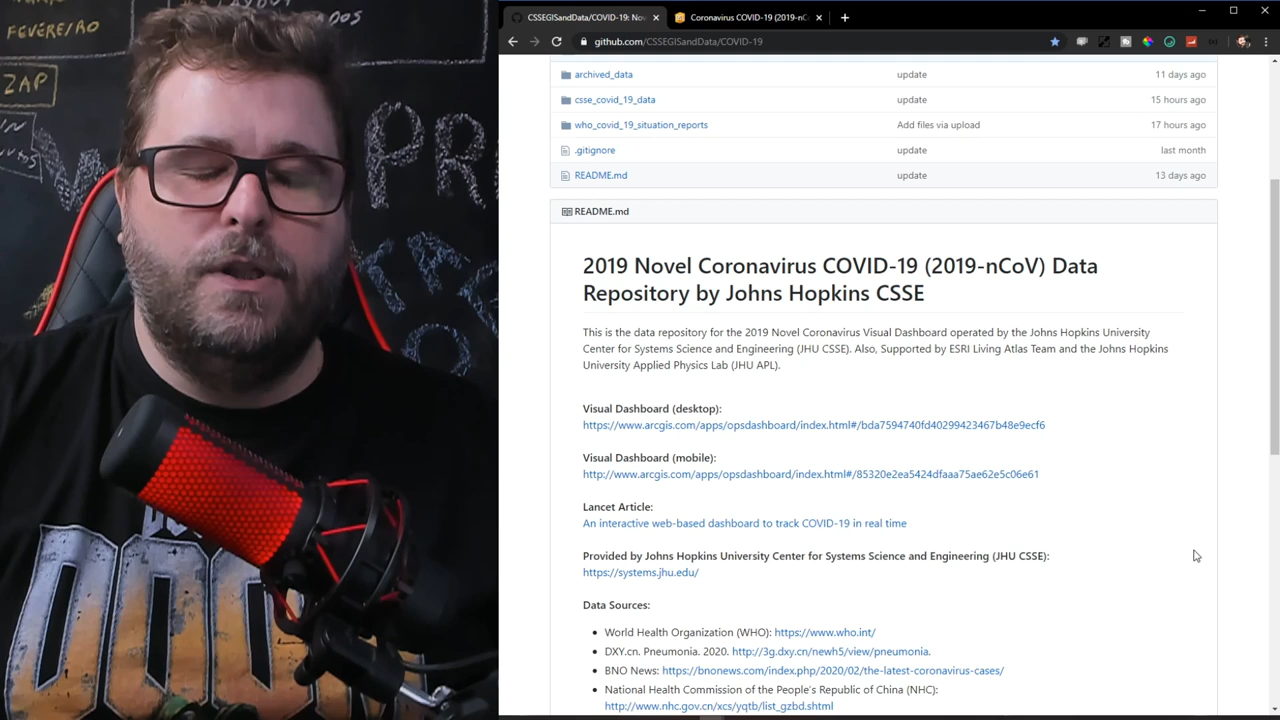 FEVEREIRO
ZAP
DOS
PR
CSSEGISandData/COVID-19: Nov
Coronavirus COVID-19 (2019-nC
github.com/CSSEGISandData/COVID-19
archived_data update 11 days ago
csse_covid_19_data update 15 hours ago
who_covid_19_situation_reports Add files via upload 17 hours ago
.gitignore update last month
README.md update 13 days ago
README.md
2019 Novel Coronavirus COVID-19 (2019-nCoV) Data
Repository by Johns Hopkins CSSE
This is the data repository for the 2019 Novel Coronavirus Visual Dashboard operated by the Johns Hopkins University
Center for Systems Science and Engineering (JHU CSSE). Also, Supported by ESRI Living Atlas Team and the Johns Hopkins
University Applied Physics Lab (JHU APL).
Visual Dashboard (desktop):
https://www.arcgis.com/apps/opsdashboard/index.html#/bda7594740fd40299423467b48e9ecf6
Visual Dashboard (mobile):
http://www.arcgis.com/apps/opsdashboard/index.html#/85320e2ea5424dfaaa75ae62e5c06e61
Lancet Article:
An interactive web-based dashboard to track COVID-19 in real time
Provided by Johns Hopkins University Center for Systems Science and Engineering (JHU CSSE):
https://systems.jhu.edu/
Data Sources:
World Health Organization (WHO): https://www.who.int/
DXY.cn. Pneumonia. 2020. http://3g.dxy.cn/newh5/view/pneumonia.
BNO News: https://bnonews.com/index.php/2020/02/the-latest-coronavirus-cases/
National Health Commission of the People's Republic of China (NHC):
http://www.nhc.gov.cn/xcs/yqtb/list_gzbd.shtml